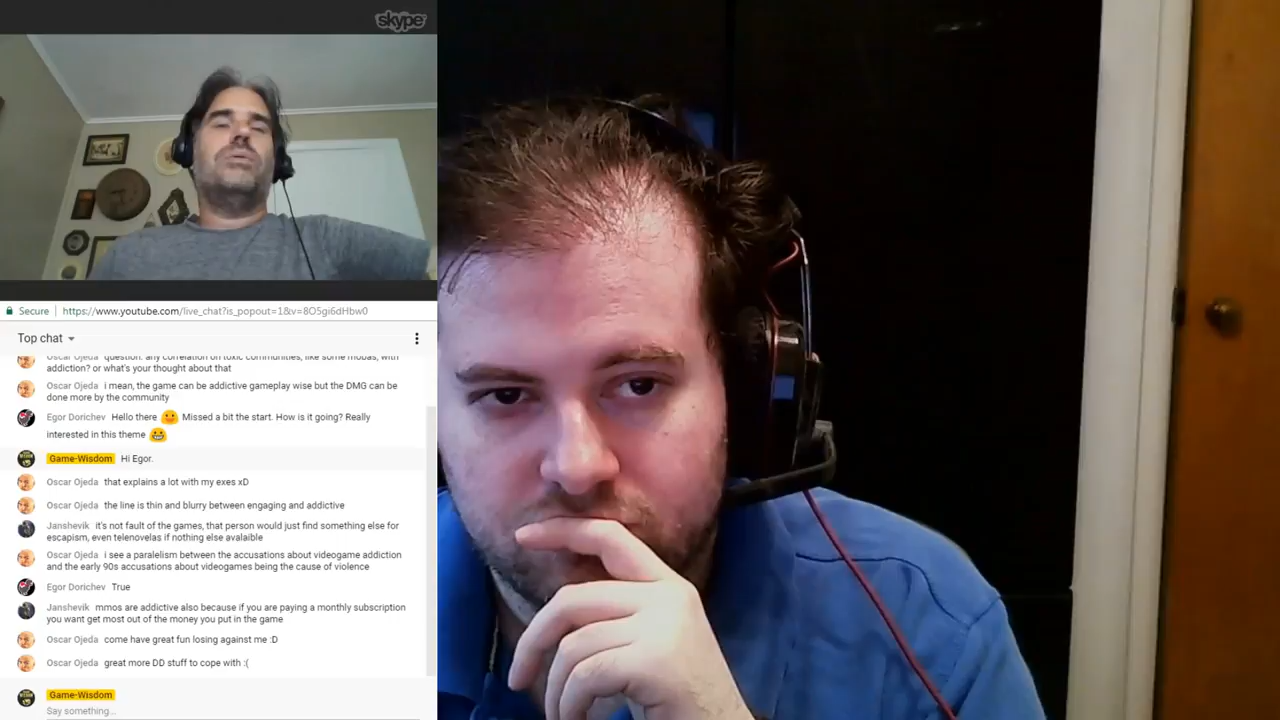 skype
Secure
https://www.youtube.com/live_chat?is_popout=1&v=8O5gi6dHbw0
Top chat
Oscar Ojeda question: any correlation on toxic communities, like some mobas, with
addiction? or what's your thought about that
Oscar Ojeda i mean, the game can be addictive gameplay wise but the DMG can be
done more by the community
Egor Dorichev Hello there Missed a bit the start. How is it going? Really
interested in this theme
Game-Wisdom Hi Egor.
Oscar Ojeda that explains a lot with my exes xD
Oscar Ojeda the line is thin and blurry between engaging and addictive
Janshevik it's not fault of the games, that person would just find something else for
escapism, even telenovelas if nothing else avalaible
Oscar Ojeda i see a paralelism between the accusations about videogame addiction
and the early 90s accusations about videogames being the cause of violence
Egor Dorichev True
Janshevik mmos are addictive also because if you are paying a monthly subscription
you want get most out of the money you put in the game
Oscar Ojeda come have great fun losing against me :D
Oscar Ojeda great more DD stuff to cope with :(
Game-Wisdom
Say something...